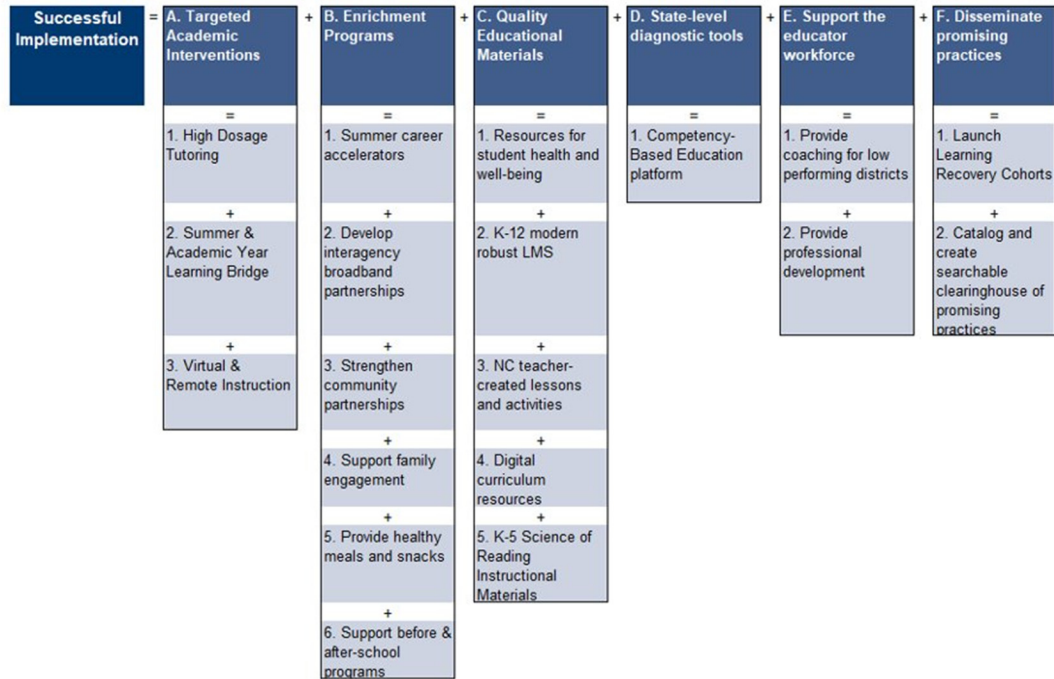 Successful
Implementation
=
A. Targeted
Academic
Interventions
+
B. Enrichment
Programs
+
C. Quality
Educational
Materials
+
D. State-level
diagnostic tools
+
E. Support the
educator
workforce
+
F. Disseminate
promising
practices
=
1. High Dosage
Tutoring
+
2. Summer &
Academic Year
Learning Bridge
+
3. Virtual &
Remote Instruction
=
1. Summer career
accelerators
+
2. Develop
interagency
broadband
partnerships
+
3. Strengthen
community
partnerships
+
4. Support family
engagement
+
5. Provide healthy
meals and snacks
+
6. Support before &
after-school
programs
=
1. Resources for
student health and
well-being
+
2. K-12 modern
robust LMS
+
3. NC teacher-
created lessons
and activities
+
4. Digital
curriculum
resources
+
5. K-5 Science of
Reading
Instructional
Materials
=
1. Competency-
Based Education
platform
=
1. Provide
coaching for low
performing districts
+
2. Provide
professional
development
=
1. Launch
Learning
Recovery Cohorts
+
2. Catalog and
create
searchable
clearinghouse of
promising
practices